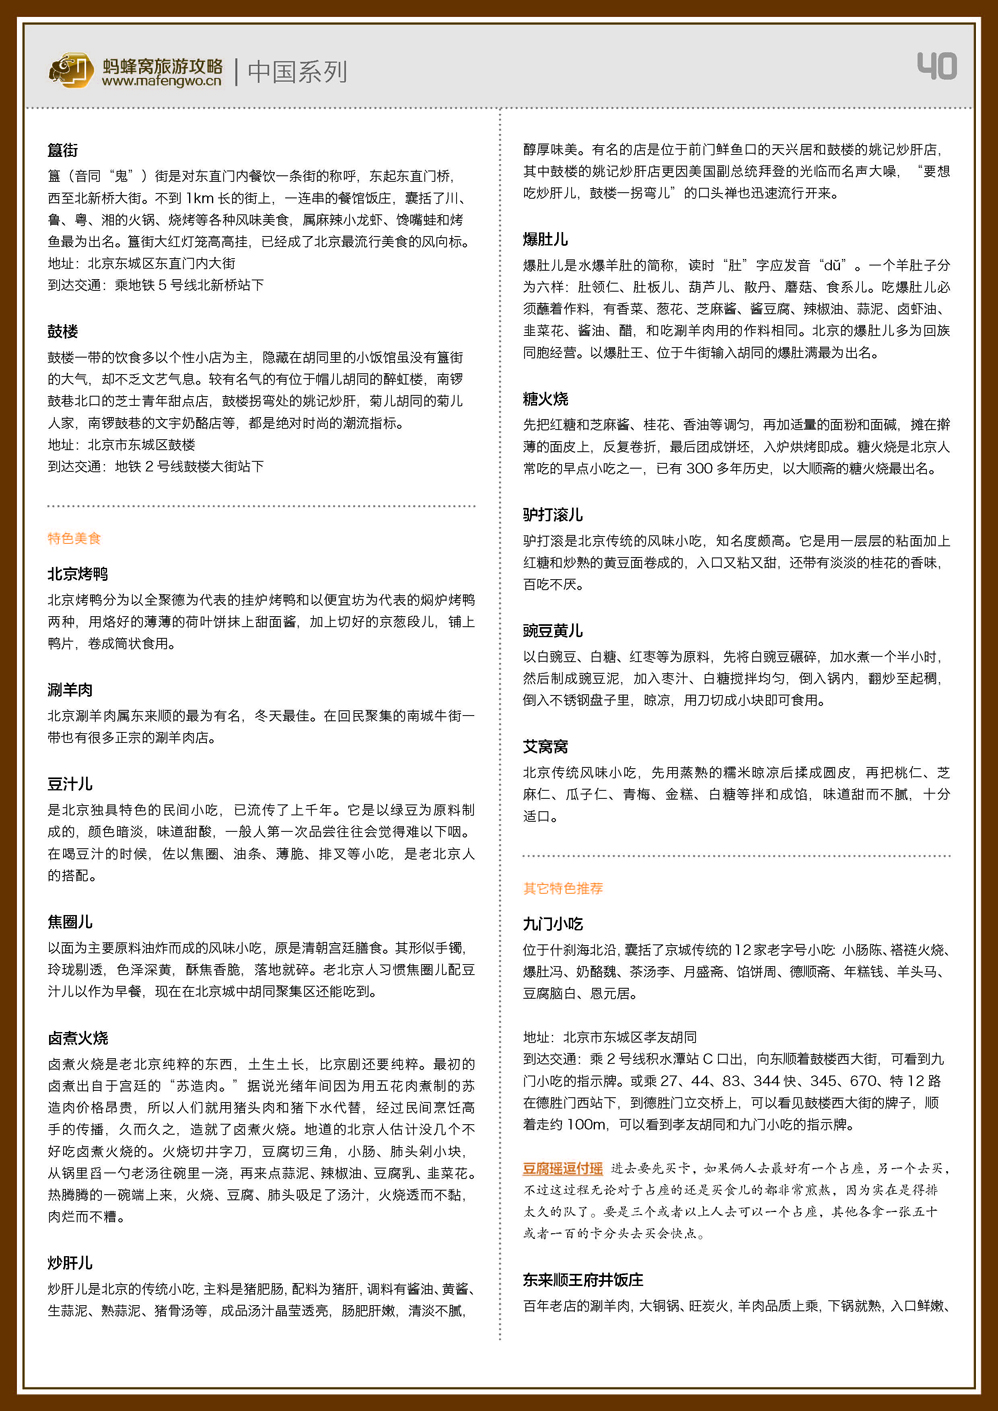 蚂蜂窝旅游攻略
www.mafengwo.cn
中国系列
40
簋街
簋（音同“鬼”）街是对东直门内餐饮一条街的称呼，东起东直门桥，
西至北新桥大街。不到 1km 长的街上，一连串的餐馆饭庄，囊括了川、
鲁、粤、湘的火锅、烧烤等各种风味美食，属麻辣小龙虾、馋嘴蛙和烤
鱼最为出名。簋街大红灯笼高高挂，已经成了北京最流行美食的风向标。
地址：北京东城区东直门内大街
到达交通：乘地铁 5 号线北新桥站下
鼓楼
鼓楼一带的饮食多以个性小店为主，隐藏在胡同里的小饭馆虽没有簋街
的大气，却不乏文艺气息。较有名气的有位于帽儿胡同的醉虹楼，南锣
鼓巷北口的芝士青年甜点店，鼓楼拐弯处的姚记炒肝，菊儿胡同的菊儿
人家，南锣鼓巷的文宇奶酪店等，都是绝对时尚的潮流指标。
地址：北京市东城区鼓楼
到达交通：地铁 2 号线鼓楼大街站下
特色美食
北京烤鸭
北京烤鸭分为以全聚德为代表的挂炉烤鸭和以便宜坊为代表的焖炉烤鸭
两种，用烙好的薄薄的荷叶饼抹上甜面酱，加上切好的京葱段儿，铺上
鸭片，卷成筒状食用。
涮羊肉
北京涮羊肉属东来顺的最为有名，冬天最佳。在回民聚集的南城牛街一
带也有很多正宗的涮羊肉店。
豆汁儿
是北京独具特色的民间小吃，已流传了上千年。它是以绿豆为原料制
成的，颜色暗淡，味道甜酸，一般人第一次品尝往往会觉得难以下咽。
在喝豆汁的时候，佐以焦圈、油条、薄脆、排叉等小吃，是老北京人
的搭配。
焦圈儿
以面为主要原料油炸而成的风味小吃，原是清朝宫廷膳食。其形似手镯，
玲珑剔透，色泽深黄，酥焦香脆，落地就碎。老北京人习惯焦圈儿配豆
汁儿以作为早餐，现在在北京城中胡同聚集区还能吃到。
卤煮火烧
卤煮火烧是老北京纯粹的东西，土生土长，比京剧还要纯粹。最初的
卤煮出自于宫廷的“苏造肉。”据说光绪年间因为用五花肉煮制的苏
造肉价格昂贵，所以人们就用猪头肉和猪下水代替，经过民间烹饪高
手的传播，久而久之，造就了卤煮火烧。地道的北京人估计没几个不
好吃卤煮火烧的。火烧切井字刀，豆腐切三角，小肠、肺头剁小块，
从锅里舀一勺老汤往碗里一浇，再来点蒜泥、辣椒油、豆腐乳、韭菜花。
热腾腾的一碗端上来，火烧、豆腐、肺头吸足了汤汁，火烧透而不黏，
肉烂而不糟。
炒肝儿
炒肝儿是北京的传统小吃，主料是猪肥肠，配料为猪肝，调料有酱油、黄酱、
生蒜泥、熟蒜泥、猪骨汤等，成品汤汁晶莹透亮，肠肥肝嫩，清淡不腻，
醇厚味美。有名的店是位于前门鲜鱼口的天兴居和鼓楼的姚记炒肝店，
其中鼓楼的姚记炒肝店更因美国副总统拜登的光临而名声大噪，“要想
吃炒肝儿，鼓楼一拐弯儿”的口头禅也迅速流行开来。
爆肚儿
爆肚儿是水爆羊肚的简称，读时“肚”字应发音“dǔ”。一个羊肚子分
为六样：肚领仁、肚板儿、葫芦儿、散丹、蘑菇、食系儿。吃爆肚儿必
须蘸着作料，有香菜、葱花、芝麻酱、酱豆腐、辣椒油、蒜泥、卤虾油、
韭菜花、酱油、醋，和吃涮羊肉用的作料相同。北京的爆肚儿多为回族
同胞经营。以爆肚王、位于牛街输入胡同的爆肚满最为出名。
糖火烧
先把红糖和芝麻酱、桂花、香油等调匀，再加适量的面粉和面碱，摊在擀
薄的面皮上，反复卷折，最后团成饼坯，入炉烘烤即成。糖火烧是北京人
常吃的早点小吃之一，已有 300 多年历史，以大顺斋的糖火烧最出名。
驴打滚儿
驴打滚是北京传统的风味小吃，知名度颇高。它是用一层层的粘面加上
红糖和炒熟的黄豆面卷成的，入口又粘又甜，还带有淡淡的桂花的香味，
百吃不厌。
豌豆黄儿
以白豌豆、白糖、红枣等为原料，先将白豌豆碾碎，加水煮一个半小时，
然后制成豌豆泥，加入枣汁、白糖搅拌均匀，倒入锅内，翻炒至起稠，
倒入不锈钢盘子里，晾凉，用刀切成小块即可食用。
艾窝窝
北京传统风味小吃，先用蒸熟的糯米晾凉后揉成圆皮，再把桃仁、芝
麻仁、瓜子仁、青梅、金糕、白糖等拌和成馅，味道甜而不腻，十分
适口。
其它特色推荐
九门小吃
位于什刹海北沿，囊括了京城传统的12家老字号小吃：小肠陈、褡裢火烧、
爆肚冯、奶酪魏、茶汤李、月盛斋、馅饼周、德顺斋、年糕钱、羊头马、
豆腐脑白、恩元居。
地址：北京市东城区孝友胡同
到达交通：乘 2 号线积水潭站 C 口出，向东顺着鼓楼西大街，可看到九
门小吃的指示牌。或乘 27、44、83、344 快、345、670、特 12 路
在德胜门西站下，到德胜门立交桥上，可以看见鼓楼西大街的牌子，顺
着走约 100m，可以看到孝友胡同和九门小吃的指示牌。
豆腐瑶逗付瑶 进去要先买卡，如果俩人去最好有一个占座，另一个去买，
不过这过程无论对于占座的还是买食儿的都非常煎熬，因为实在是得排
太久的队了。要是三个或者以上人去可以一个占座，其他各拿一张五十
或者一百的卡分头去买会快点。
东来顺王府井饭庄
百年老店的涮羊肉，大铜锅、旺炭火，羊肉品质上乘，下锅就熟，入口鲜嫩、